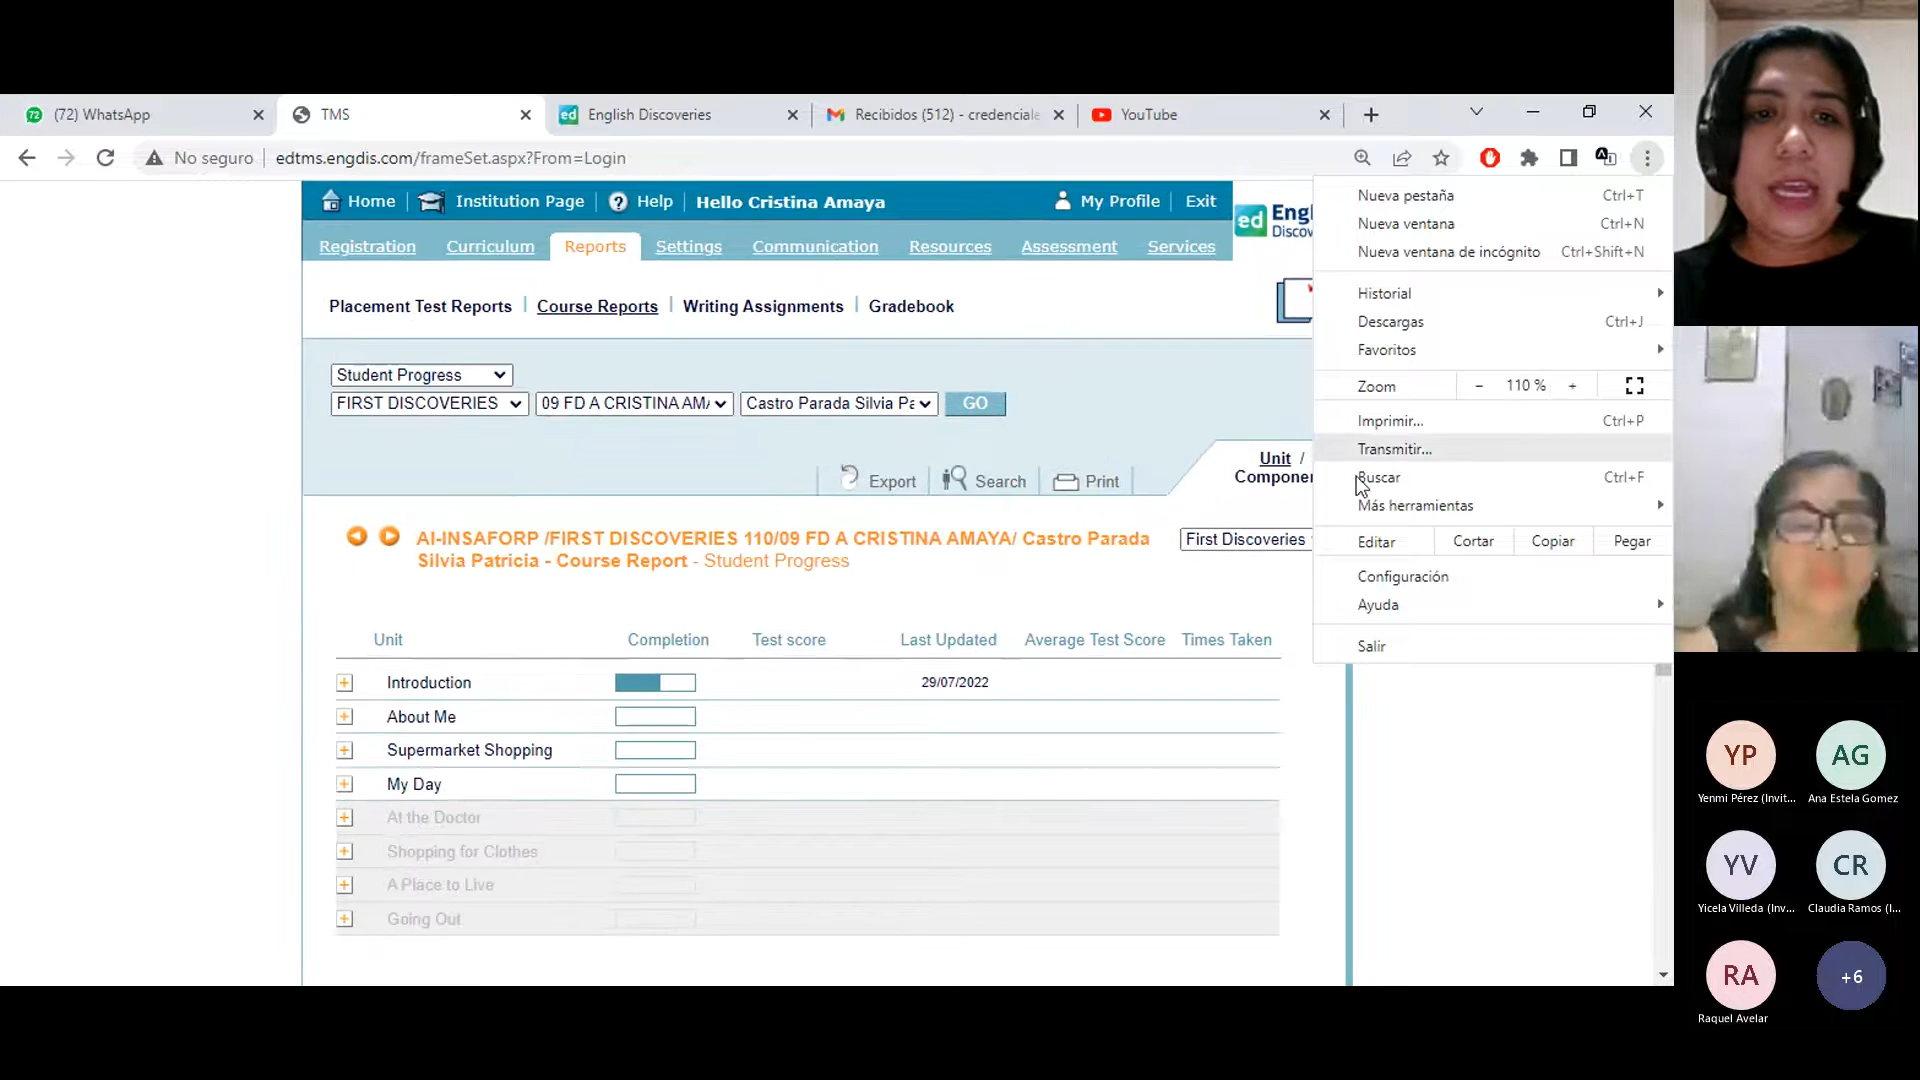 (72) WhatsApp
TMS
English Discoveries
Recibidos (512) - credenciale
YouTube
No seguro
edtms.engdis.com/frameSet.aspx?From=Login
Home
Institution Page
Help
Hello Cristina Amaya
My Profile
Exit
Registration
Curriculum
Reports
Settings
Communication
Resources
Assessment
Services
ed
Engl
Discov
Placement Test Reports
Course Reports
Writing Assignments
Gradebook
Student Progress
FIRST DISCOVERIES
09 FD A CRISTINA AMA
Castro Parada Silvia Pa
GO
Export
Search
Print
Unit /
Componen
AI-INSAFORP /FIRST DISCOVERIES 110/09 FD A CRISTINA AMAYA/ Castro Parada
Silvia Patricia - Course Report - Student Progress
First Discoveries
Unit Completion Test score Last Updated Average Test Score Times Taken
Introduction 29/07/2022
About Me
Supermarket Shopping
My Day
At the Doctor
Shopping for Clothes
A Place to Live
Going Out
Nueva pestaña Ctrl+T
Nueva ventana Ctrl+N
Nueva ventana de incógnito Ctrl+Shift+N
Historial
Descargas Ctrl+J
Favoritos
Zoom - 110 % +
Imprimir... Ctrl+P
Transmitir...
Buscar Ctrl+F
Más herramientas
Editar Cortar Copiar Pegar
Configuración
Ayuda
Salir
YP
Yenmi Pérez (Invit...
AG
Ana Estela Gomez
YV
Yicela Villeda (Inv...
CR
Claudia Ramos (I...
RA
Raquel Avelar
+6